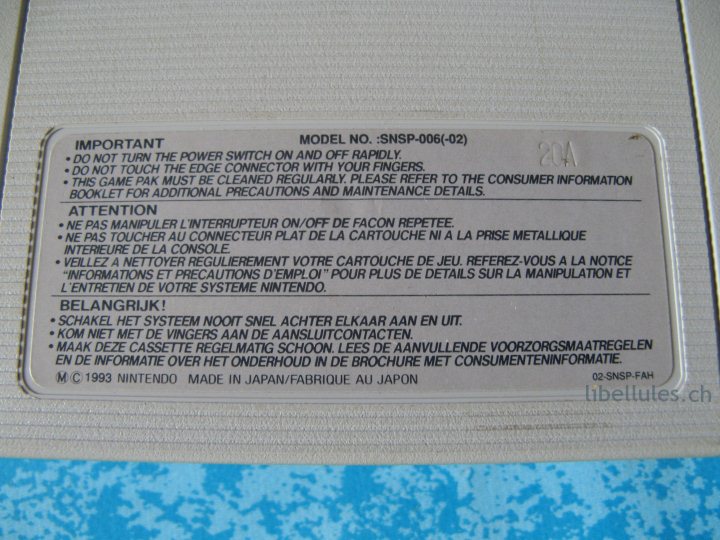 IMPORTANT MODEL NO. :SNSP-006(-02)
20A
• DO NOT TURN THE POWER SWITCH ON AND OFF RAPIDLY.
• DO NOT TOUCH THE EDGE CONNECTOR WITH YOUR FINGERS.
• THIS GAME PAK MUST BE CLEANED REGULARLY. PLEASE REFER TO THE CONSUMER INFORMATION
BOOKLET FOR ADDITIONAL PRECAUTIONS AND MAINTENANCE DETAILS.
ATTENTION
• NE PAS MANIPULER L'INTERRUPTEUR ON/OFF DE FACON REPETEE.
• NE PAS TOUCHER AU CONNECTEUR PLAT DE LA CARTOUCHE NI A LA PRISE METALLIQUE
INTERIEURE DE LA CONSOLE.
• VEILLEZ A NETTOYER REGULIEREMENT VOTRE CARTOUCHE DE JEU. REFEREZ-VOUS A LA NOTICE
"INFORMATIONS ET PRECAUTIONS D'EMPLOI" POUR PLUS DE DETAILS SUR LA MANIPULATION ET
L'ENTRETIEN DE VOTRE SYSTEME NINTENDO.
BELANGRIJK!
• SCHAKEL HET SYSTEEM NOOIT SNEL ACHTER ELKAAR AAN EN UIT.
• KOM NIET MET DE VINGERS AAN DE AANSLUITCONTACTEN.
• MAAK DEZE CASSETTE REGELMATIG SCHOON. LEES DE AANVULLENDE VOORZORGSMAATREGELEN
EN DE INFORMATIE OVER HET ONDERHOUD IN DE BROCHURE MET CONSUMENTENINFORMATIE.
Ⓜ © 1993 NINTENDO MADE IN JAPAN/FABRIQUE AU JAPON 02-SNSP-FAH
libellules.ch